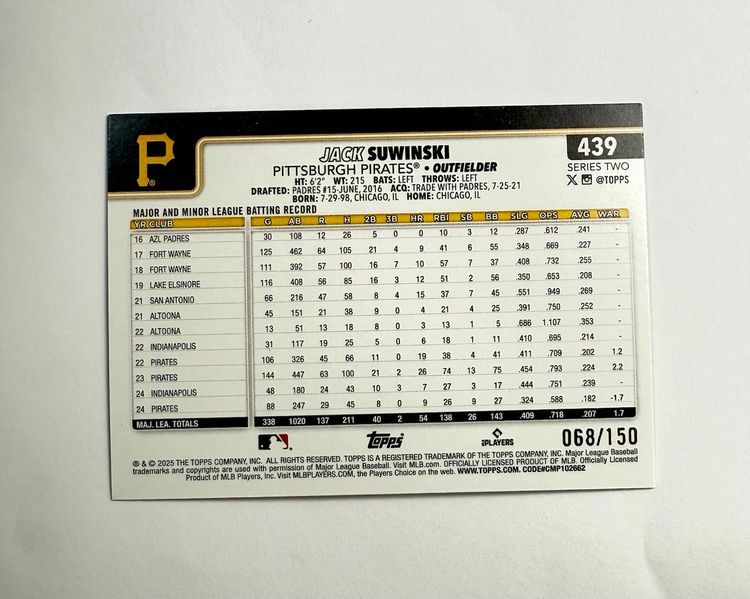 P
439
JACK SUWINSKI
PITTSBURGH PIRATES® • OUTFIELDER
SERIES TWO
HT: 6'2" WT: 215 BATS: LEFT THROWS: LEFT
@TOPPS
DRAFTED: PADRES #15-JUNE, 2016 ACQ: TRADE WITH PADRES, 7-25-21
BORN: 7-29-98, CHICAGO, IL HOME: CHICAGO, IL
MAJOR AND MINOR LEAGUE BATTING RECORD
YR CLUB G AB R H 2B 3B HR RBI SB BB SLG OPS AVG WAR
16 AZL PADRES 30 108 12 26 5 0 0 10 3 12 .287 .612 .241 -
17 FORT WAYNE 125 462 64 105 21 4 9 41 6 55 .348 .669 .227 -
18 FORT WAYNE 111 392 57 100 16 7 10 57 7 37 .408 .732 .255 -
19 LAKE ELSINORE 116 408 56 85 16 3 12 51 2 56 .350 .653 .208 -
21 SAN ANTONIO 66 216 47 58 8 4 15 37 7 45 .551 .949 .269 -
21 ALTOONA 45 151 21 38 9 0 4 21 4 25 .391 .750 .252 -
22 ALTOONA 13 51 13 18 8 0 3 13 1 5 .686 1.107 .353 -
22 INDIANAPOLIS 31 117 19 25 5 0 6 18 1 11 .410 .695 .214 -
22 PIRATES 106 326 45 66 11 0 19 38 4 41 .411 .709 .202 1.2
23 PIRATES 144 447 63 100 21 2 26 74 13 75 .454 .793 .224 2.2
24 INDIANAPOLIS 48 180 24 43 10 3 7 27 3 17 .444 .751 .239 -
24 PIRATES 88 247 29 45 8 0 9 26 9 27 .324 .588 .182 -1.7
MAJ. LEA. TOTALS 338 1020 137 211 40 2 54 138 26 143 .409 .718 .207 1.7
Topps
PLAYERS
068/150
® & © 2025 THE TOPPS COMPANY, INC. ALL RIGHTS RESERVED. TOPPS IS A REGISTERED TRADEMARK OF THE TOPPS COMPANY, INC. Major League Baseball
trademarks and copyrights are used with permission of Major League Baseball. Visit MLB.com. OFFICIALLY LICENSED PRODUCT OF MLB. Officially Licensed
Product of MLB Players, Inc. Visit MLBPLAYERS.COM, the Players Choice on the web. WWW.TOPPS.COM. CODE#CMP102662